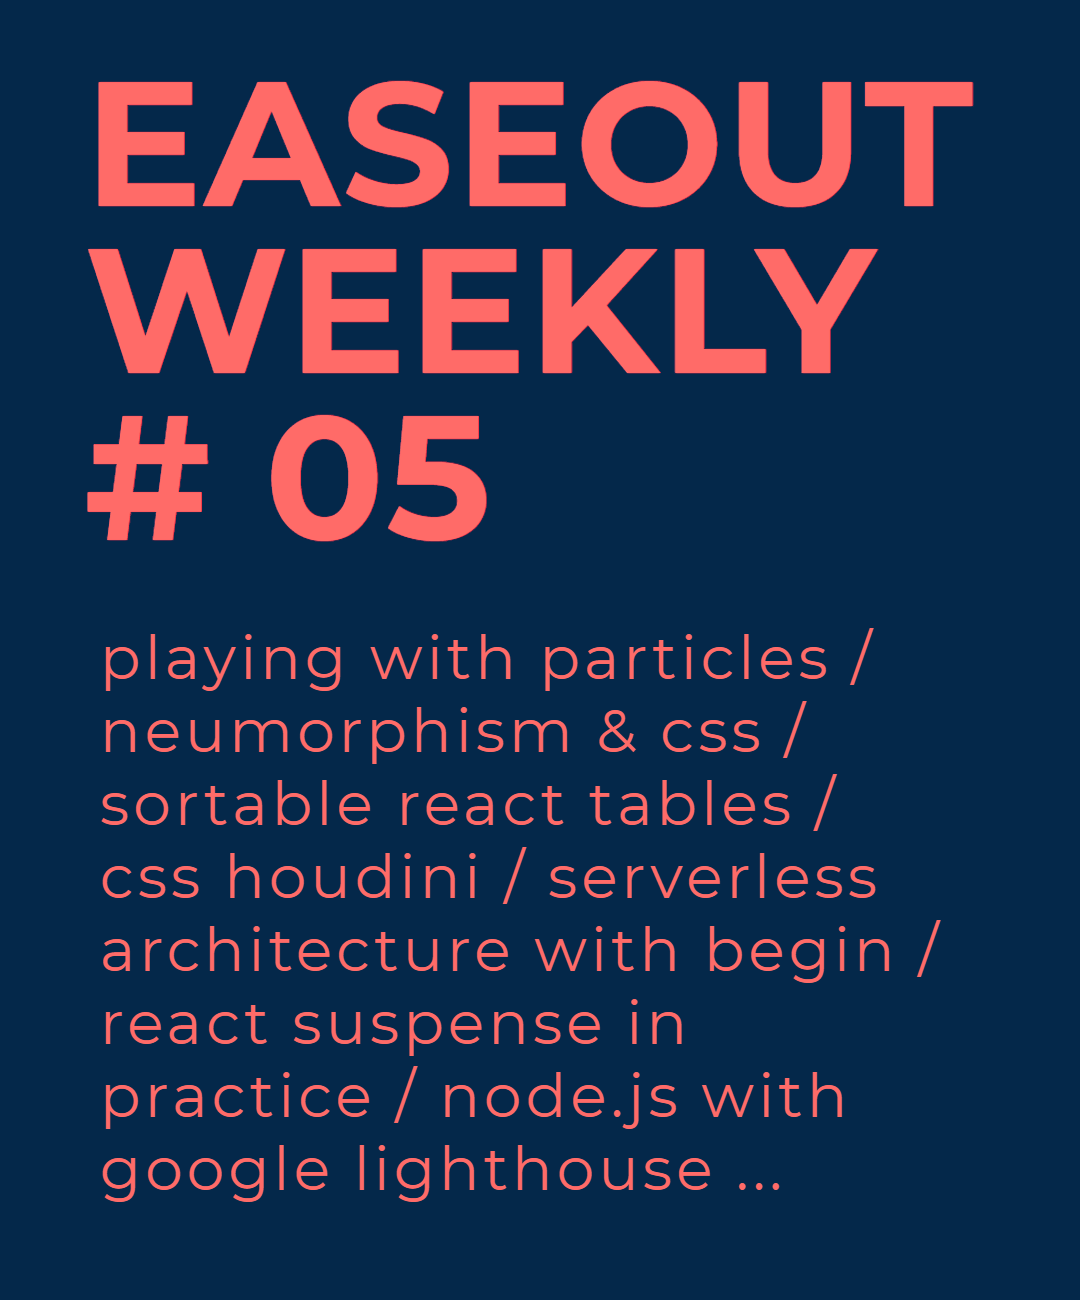 EASEOUT
WEEKLY
# 05
playing with particles /
neumorphism & css /
sortable react tables /
css houdini / serverless
architecture with begin /
react suspense in
practice / node.js with
google lighthouse ...